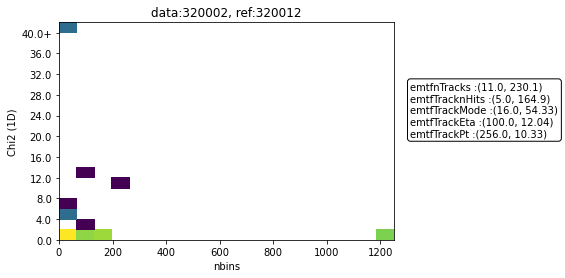 data:320002, ref:320012
40.0+
36.0
32.0
28.0
24.0
20.0
16.0
12.0
8.0
4.0
0.0
Chi2 (1D)
0 200 400 600 800 1000 1200
nbins
emtfnTracks :(11.0, 230.1)
emtfTracknHits :(5.0, 164.9)
emtfTrackMode :(16.0, 54.33)
emtfTrackEta :(100.0, 12.04)
emtfTrackPt :(256.0, 10.33)